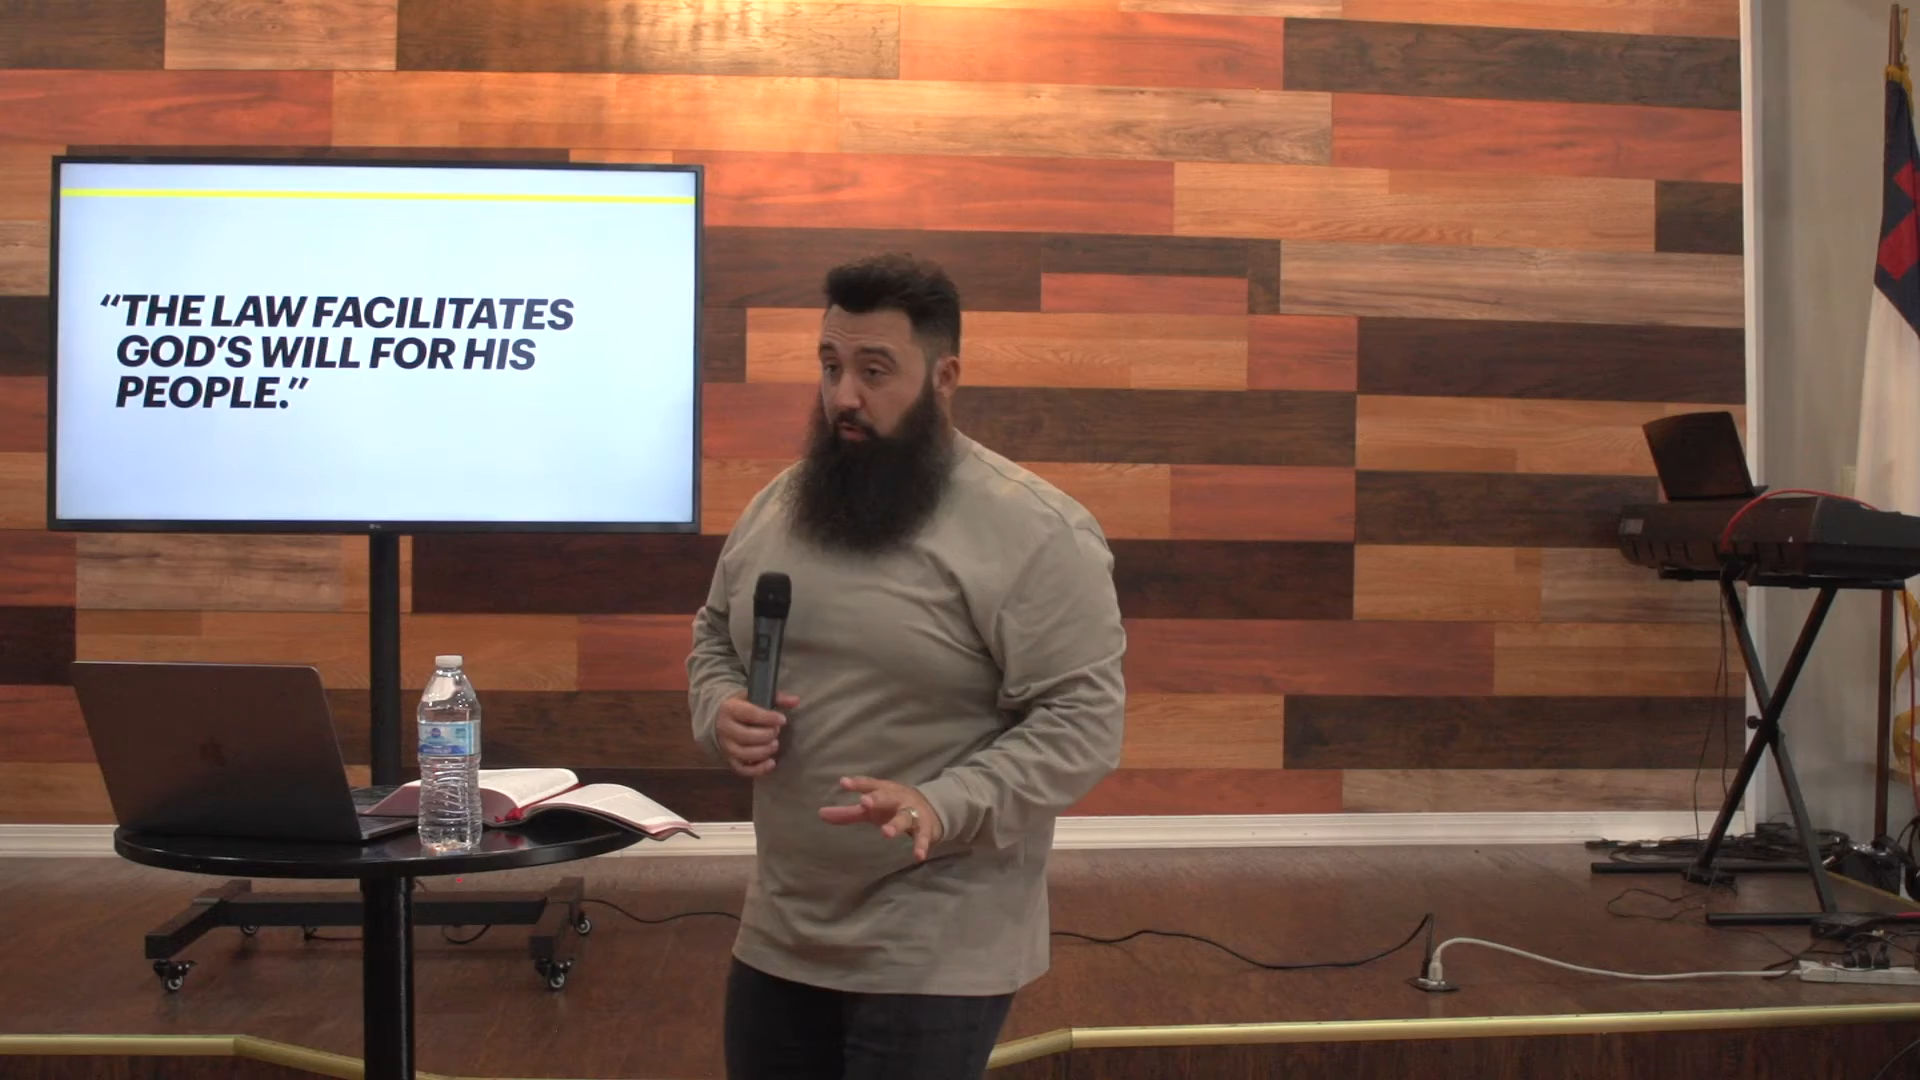 “THE LAW FACILITATES
GOD’S WILL FOR HIS
PEOPLE.”